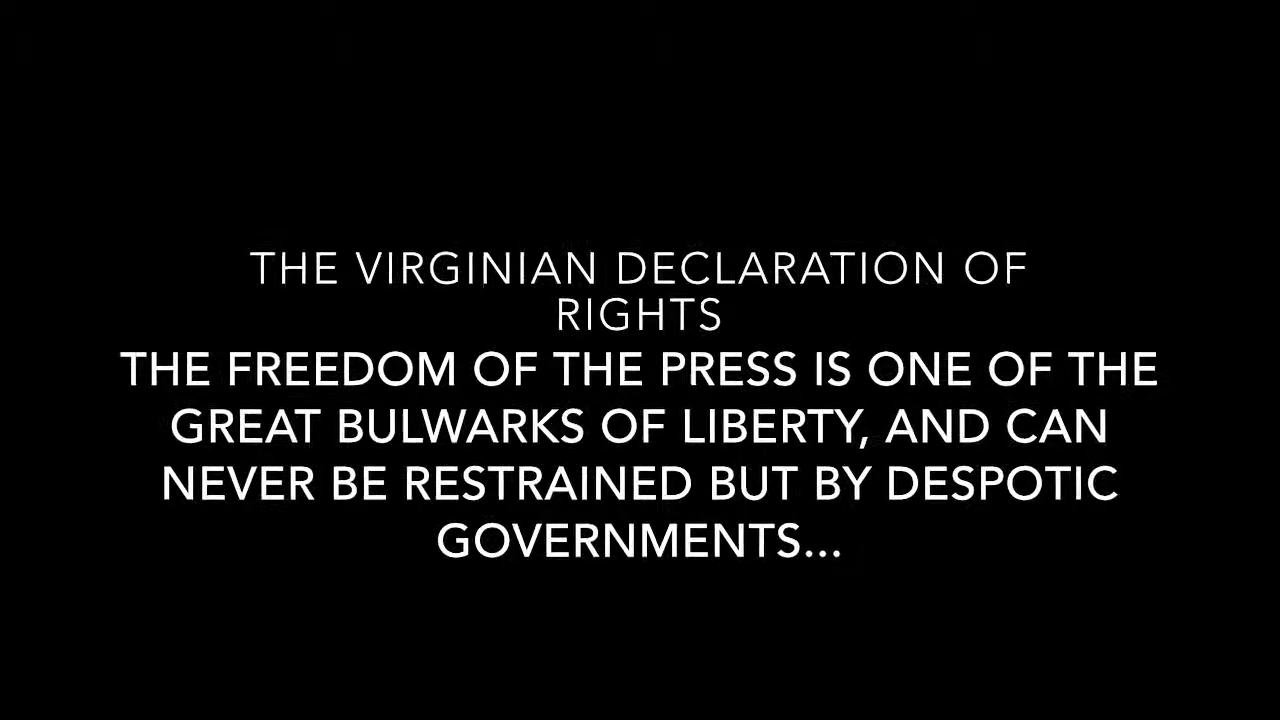 THE VIRGINIAN DECLARATION OF
RIGHTS
THE FREEDOM OF THE PRESS IS ONE OF THE
GREAT BULWARKS OF LIBERTY, AND CAN
NEVER BE RESTRAINED BUT BY DESPOTIC
GOVERNMENTS...